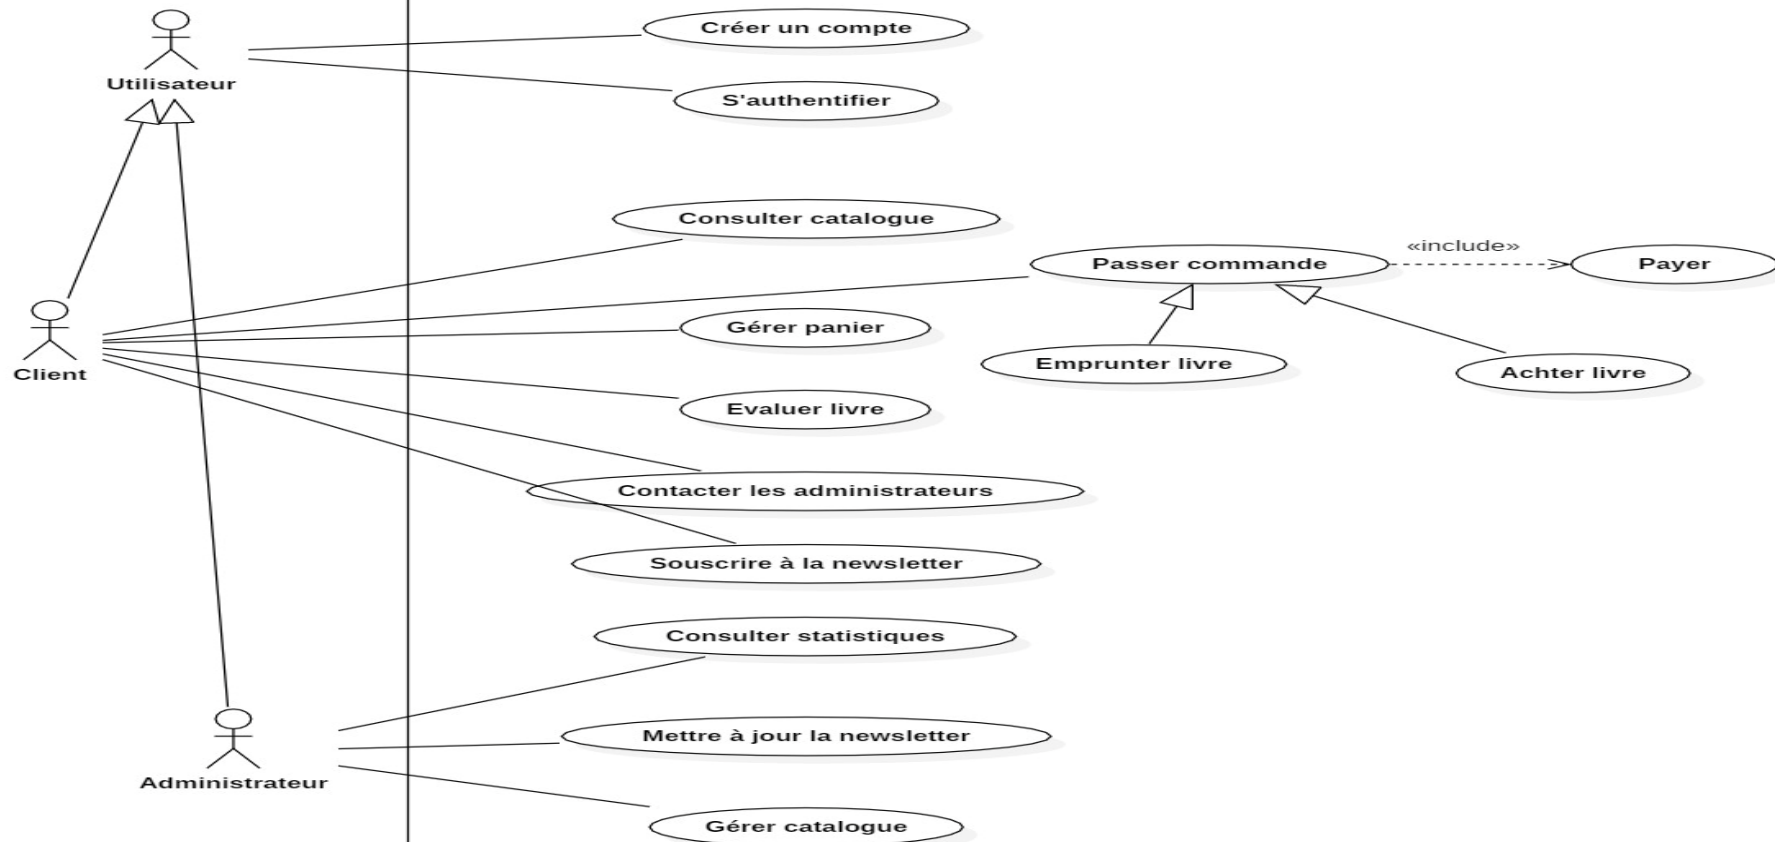 Créer un compte
Utilisateur
S'authentifier
Consulter catalogue
«include»
Passer commande
Payer
Gérer panier
Emprunter livre
Achter livre
Client
Evaluer livre
Contacter les administrateurs
Souscrire à la newsletter
Consulter statistiques
Mettre à jour la newsletter
Administrateur
Gérer catalogue